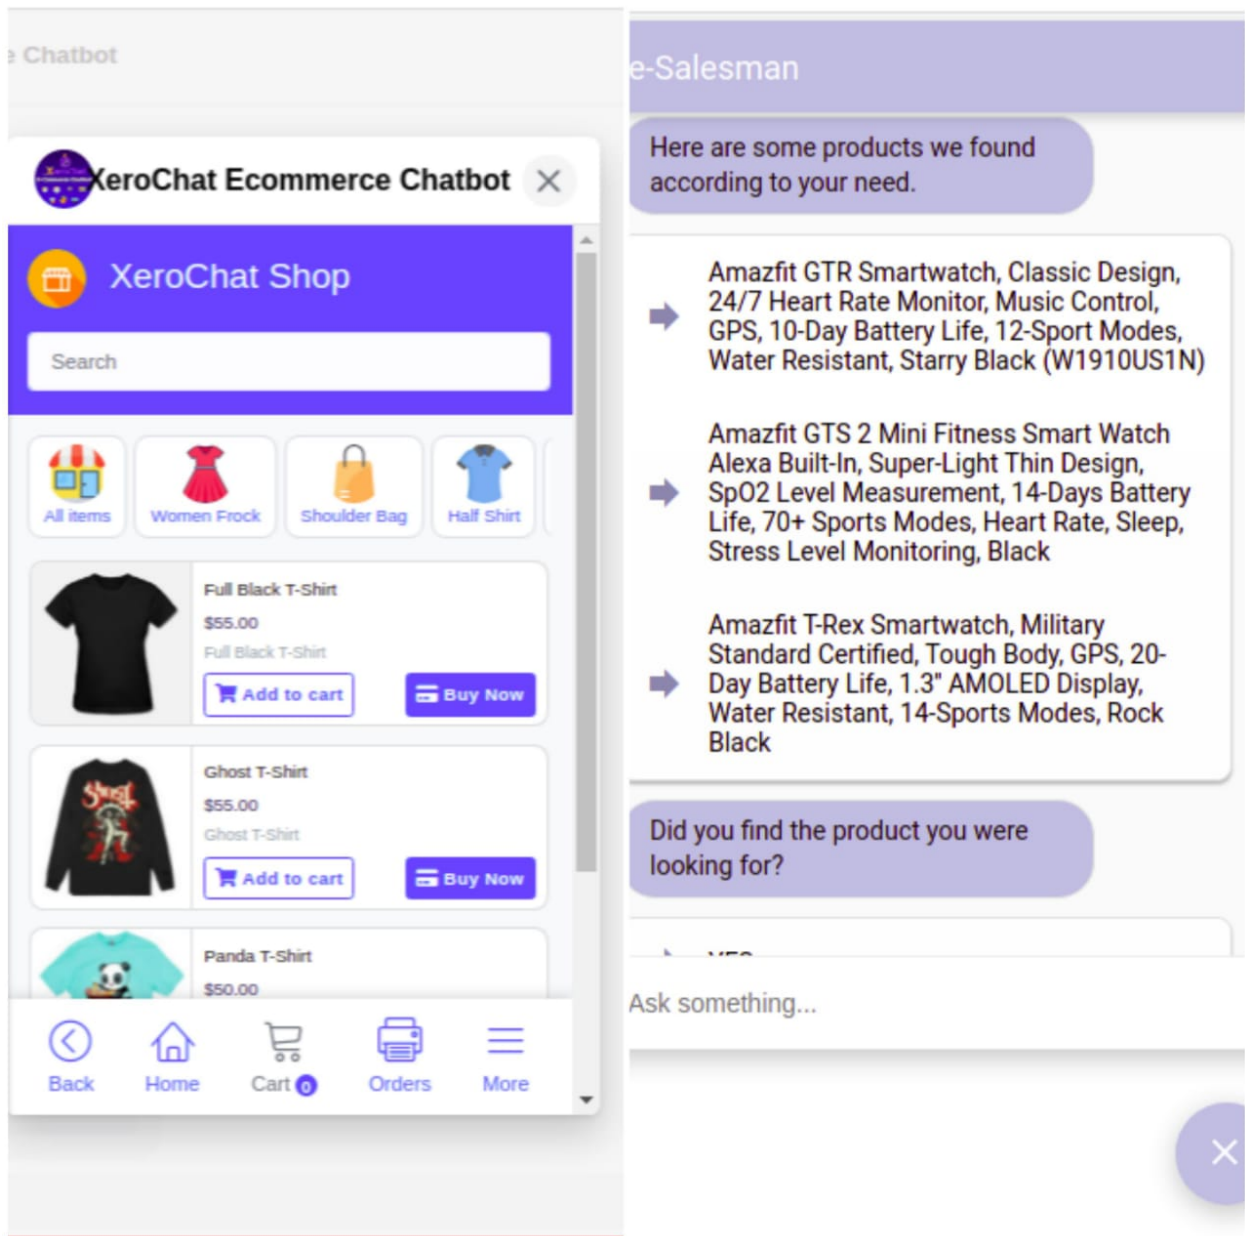 e Chatbot
XeroChat Ecommerce Chatbot
XeroChat Shop
Search
All items
Women Frock
Shoulder Bag
Half Shirt
Full Black T-Shirt
$55.00
Full Black T-Shirt
Add to cart
Buy Now
Ghost
Ghost T-Shirt
$55.00
Ghost T-Shirt
Add to cart
Buy Now
Panda T-Shirt
$50.00
Back
Home
Cart 0
Orders
More
e-Salesman
Here are some products we found
according to your need.
Amazfit GTR Smartwatch, Classic Design,
24/7 Heart Rate Monitor, Music Control,
GPS, 10-Day Battery Life, 12-Sport Modes,
Water Resistant, Starry Black (W1910US1N)
Amazfit GTS 2 Mini Fitness Smart Watch
Alexa Built-In, Super-Light Thin Design,
SpO2 Level Measurement, 14-Days Battery
Life, 70+ Sports Modes, Heart Rate, Sleep,
Stress Level Monitoring, Black
Amazfit T-Rex Smartwatch, Military
Standard Certified, Tough Body, GPS, 20-
Day Battery Life, 1.3" AMOLED Display,
Water Resistant, 14-Sports Modes, Rock
Black
Did you find the product you were
looking for?
YES
Ask something...